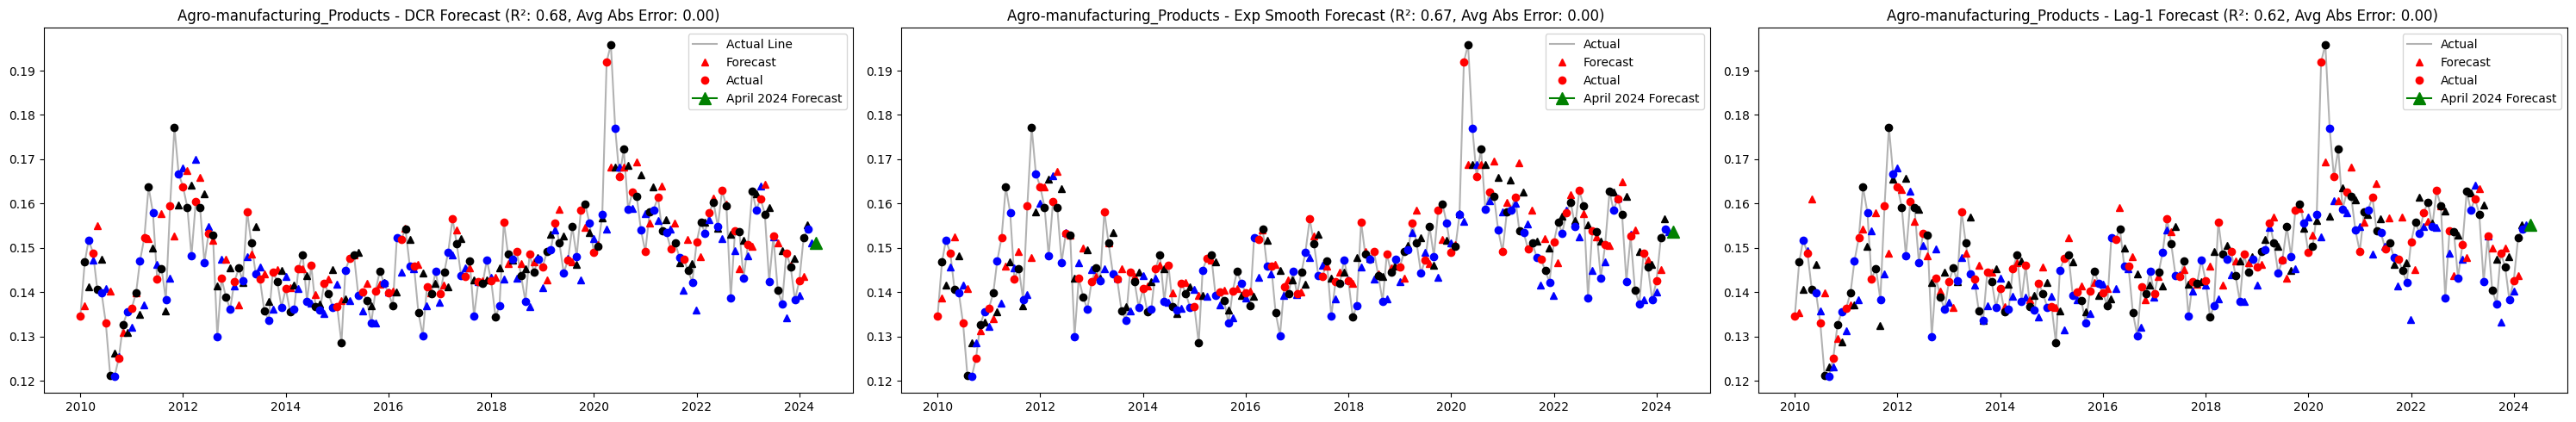 Agro-manufacturing_Products - DCR Forecast (R²: 0.68, Avg Abs Error: 0.00)
Actual Line
Forecast
Actual
April 2024 Forecast
0.19
0.18
0.17
0.16
0.15
0.14
0.13
0.12
2010 2012 2014 2016 2018 2020 2022 2024
Agro-manufacturing_Products - Exp Smooth Forecast (R²: 0.67, Avg Abs Error: 0.00)
Actual
Forecast
Actual
April 2024 Forecast
0.19
0.18
0.17
0.16
0.15
0.14
0.13
0.12
2010 2012 2014 2016 2018 2020 2022 2024
Agro-manufacturing_Products - Lag-1 Forecast (R²: 0.62, Avg Abs Error: 0.00)
Actual
Forecast
Actual
April 2024 Forecast
0.19
0.18
0.17
0.16
0.15
0.14
0.13
0.12
2010 2012 2014 2016 2018 2020 2022 2024